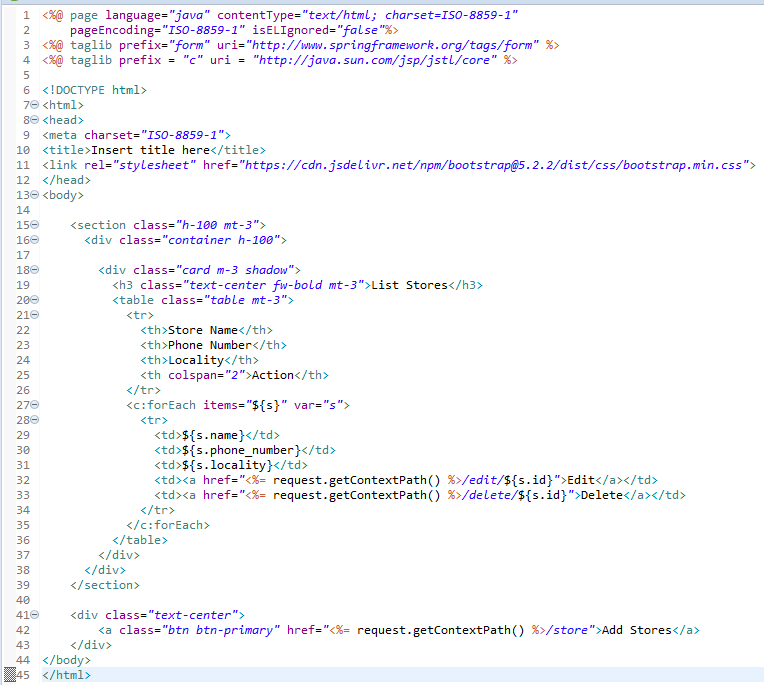 1 <%@ page language="java" contentType="text/html; charset=ISO-8859-1"
2     pageEncoding="ISO-8859-1" isELIgnored="false"%>
3 <%@ taglib prefix="form" uri="http://www.springframework.org/tags/form" %>
4 <%@ taglib prefix = "c" uri = "http://java.sun.com/jsp/jstl/core" %>
5
6 <!DOCTYPE html>
7 <html>
8 <head>
9 <meta charset="ISO-8859-1">
10 <title>Insert title here</title>
11 <link rel="stylesheet" href="https://cdn.jsdelivr.net/npm/bootstrap@5.2.2/dist/css/bootstrap.min.css">
12 </head>
13 <body>
14
15     <section class="h-100 mt-3">
16       <div class="container h-100">
17
18         <div class="card m-3 shadow">
19           <h3 class="text-center fw-bold mt-3">List Stores</h3>
20           <table class="table mt-3">
21             <tr>
22               <th>Store Name</th>
23               <th>Phone Number</th>
24               <th>Locality</th>
25               <th colspan="2">Action</th>
26             </tr>
27             <c:forEach items="${s}" var="s">
28               <tr>
29                 <td>${s.name}</td>
30                 <td>${s.phone_number}</td>
31                 <td>${s.locality}</td>
32                 <td><a href="<%= request.getContextPath() %>/edit/${s.id}">Edit</a></td>
33                 <td><a href="<%= request.getContextPath() %>/delete/${s.id}">Delete</a></td>
34               </tr>
35             </c:forEach>
36           </table>
37         </div>
38       </div>
39     </section>
40
41     <div class="text-center">
42         <a class="btn btn-primary" href="<%= request.getContextPath() %>/store">Add Stores</a>
43     </div>
44 </body>
45 </html>